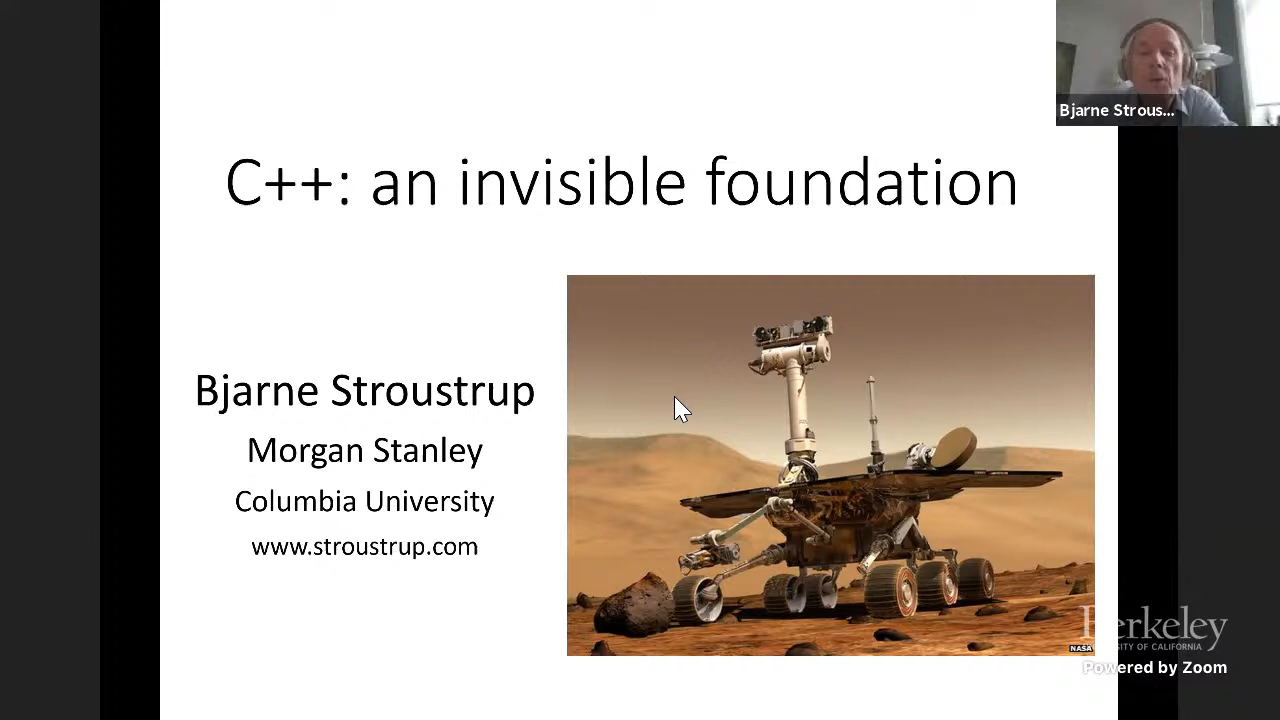 C++: an invisible foundation
Bjarne Strous...
Bjarne Stroustrup
Morgan Stanley
Columbia University
www.stroustrup.com
NASA
Berkeley
SITY OF CALIFORNIA
Powered by Zoom